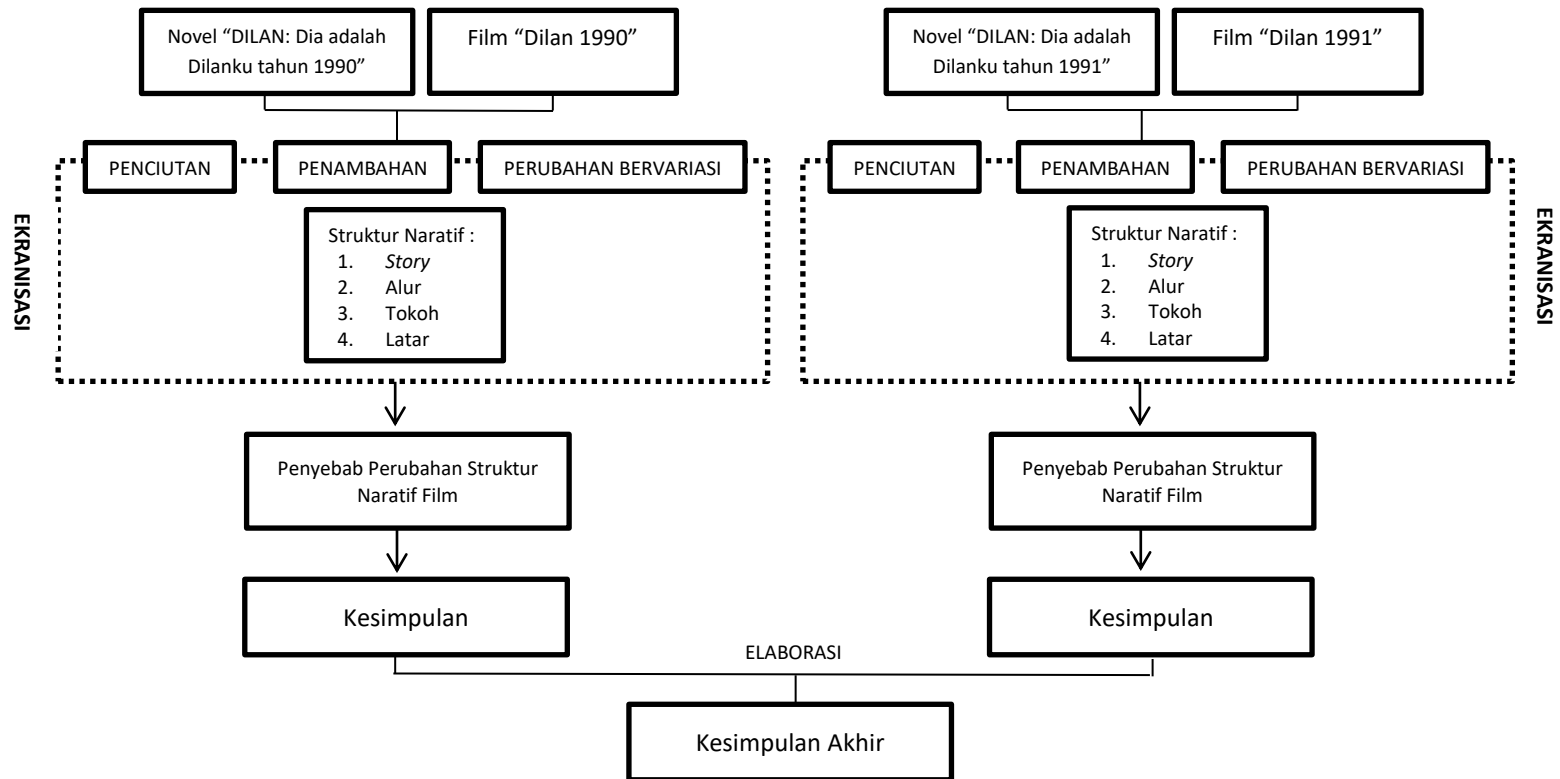 Novel “DILAN: Dia adalah
Dilanku tahun 1990”
Film “Dilan 1990”
Novel “DILAN: Dia adalah
Dilanku tahun 1991”
Film “Dilan 1991”
PENCIUTAN
PENAMBAHAN
PERUBAHAN BERVARIASI
PENCIUTAN
PENAMBAHAN
PERUBAHAN BERVARIASI
EKRANISASI
Struktur Naratif :
1. Story
2. Alur
3. Tokoh
4. Latar
Struktur Naratif :
1. Story
2. Alur
3. Tokoh
4. Latar
EKRANISASI
Penyebab Perubahan Struktur
Naratif Film
Penyebab Perubahan Struktur
Naratif Film
Kesimpulan
Kesimpulan
ELABORASI
Kesimpulan Akhir